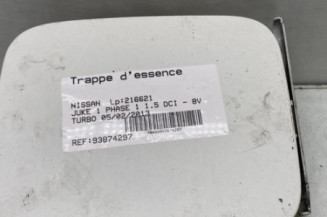 Trappe d'essence
NISSAN Lp:216621
JUKE 1 PHASE 1 1.5 DCI - 8V
TURBO 05/02/2013
REF:93874297